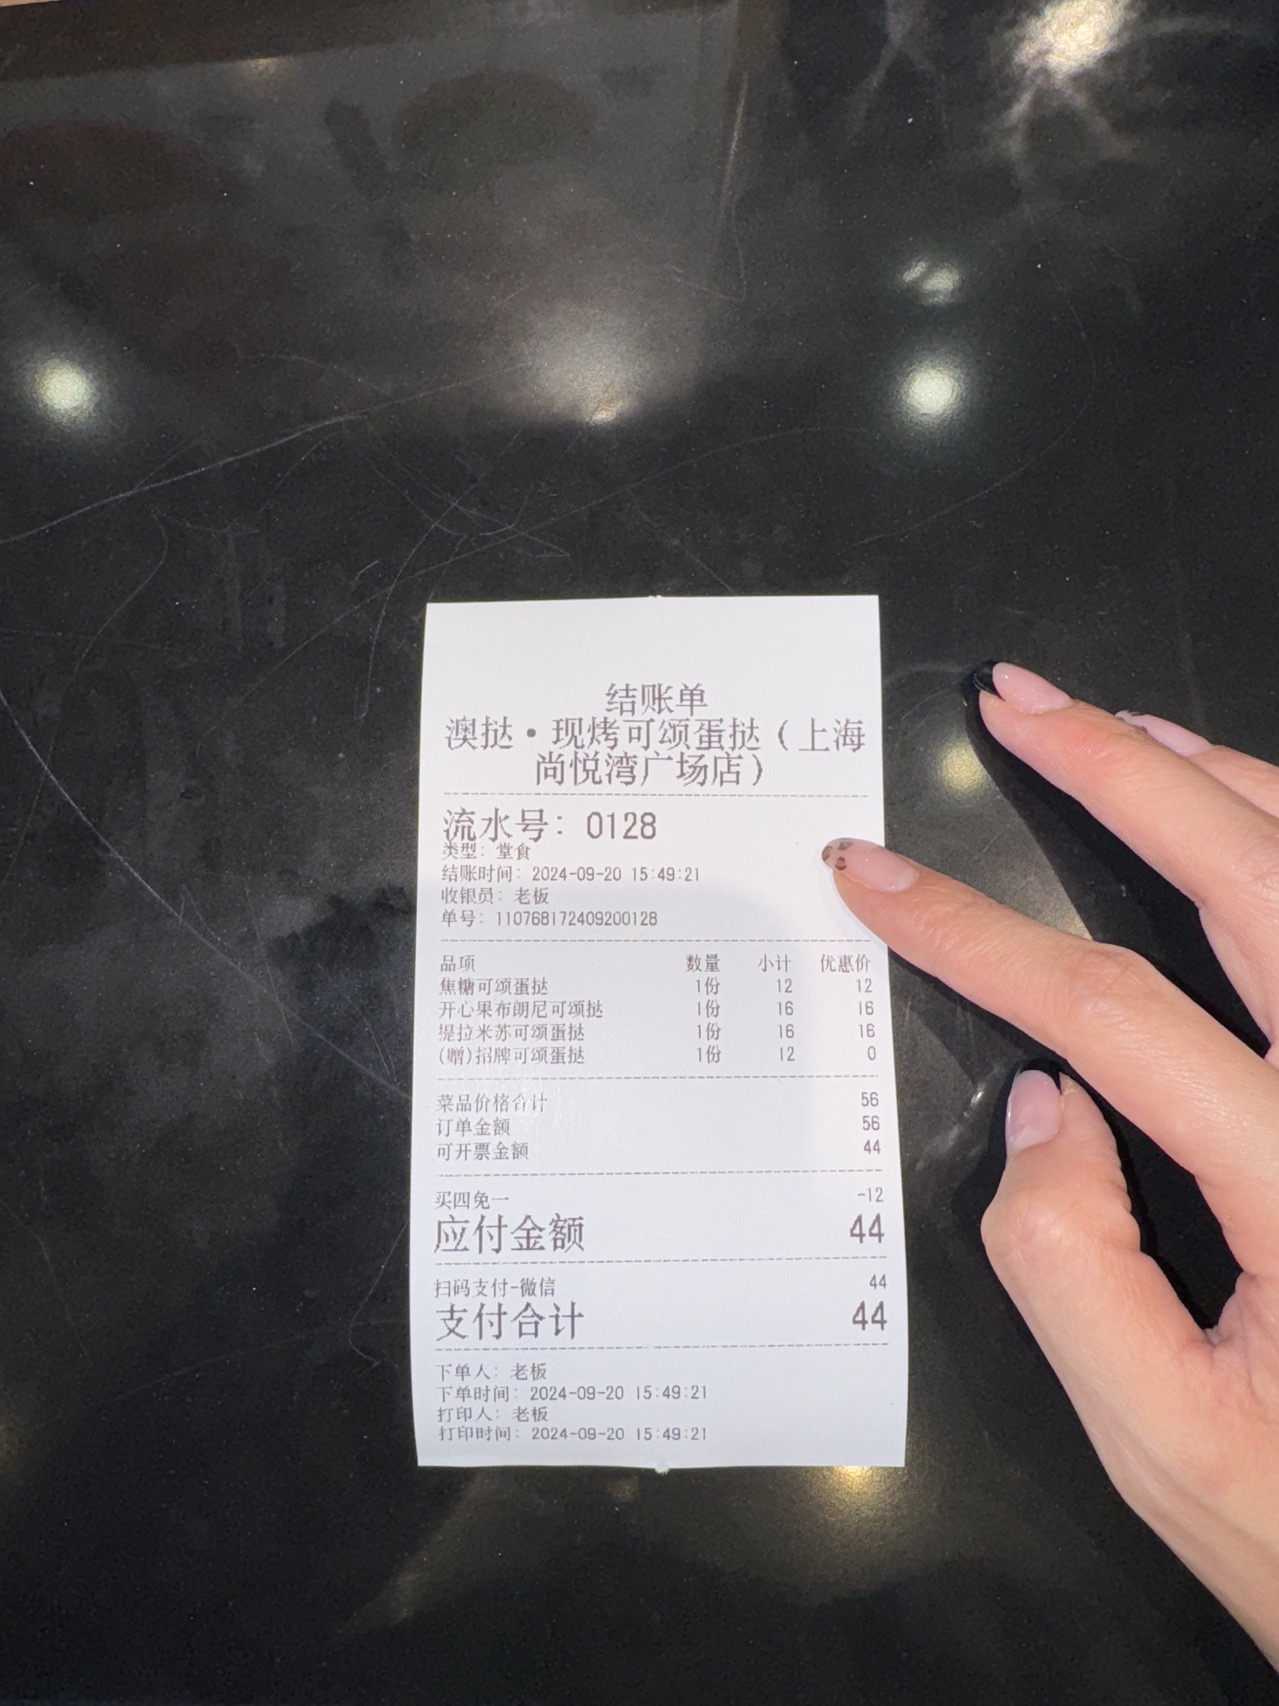 结账单
澳挞·现烤可颂蛋挞(上海
尚悦湾广场店)
流水号: 0128
类型: 堂食
结账时间: 2024-09-20 15:49:21
收银员: 老板
单号: 110768172409200128
品项 数量 小计 优惠价
焦糖可颂蛋挞 1份 12 12
开心果布朗尼可颂挞 1份 16 16
提拉米苏可颂蛋挞 1份 16 16
(赠)招牌可颂蛋挞 1份 12 0
菜品价格合计 56
订单金额 56
可开票金额 44
买四免一 -12
应付金额 44
扫码支付-微信 44
支付合计 44
下单人: 老板
下单时间: 2024-09-20 15:49:21
打印人: 老板
打印时间: 2024-09-20 15:49:21